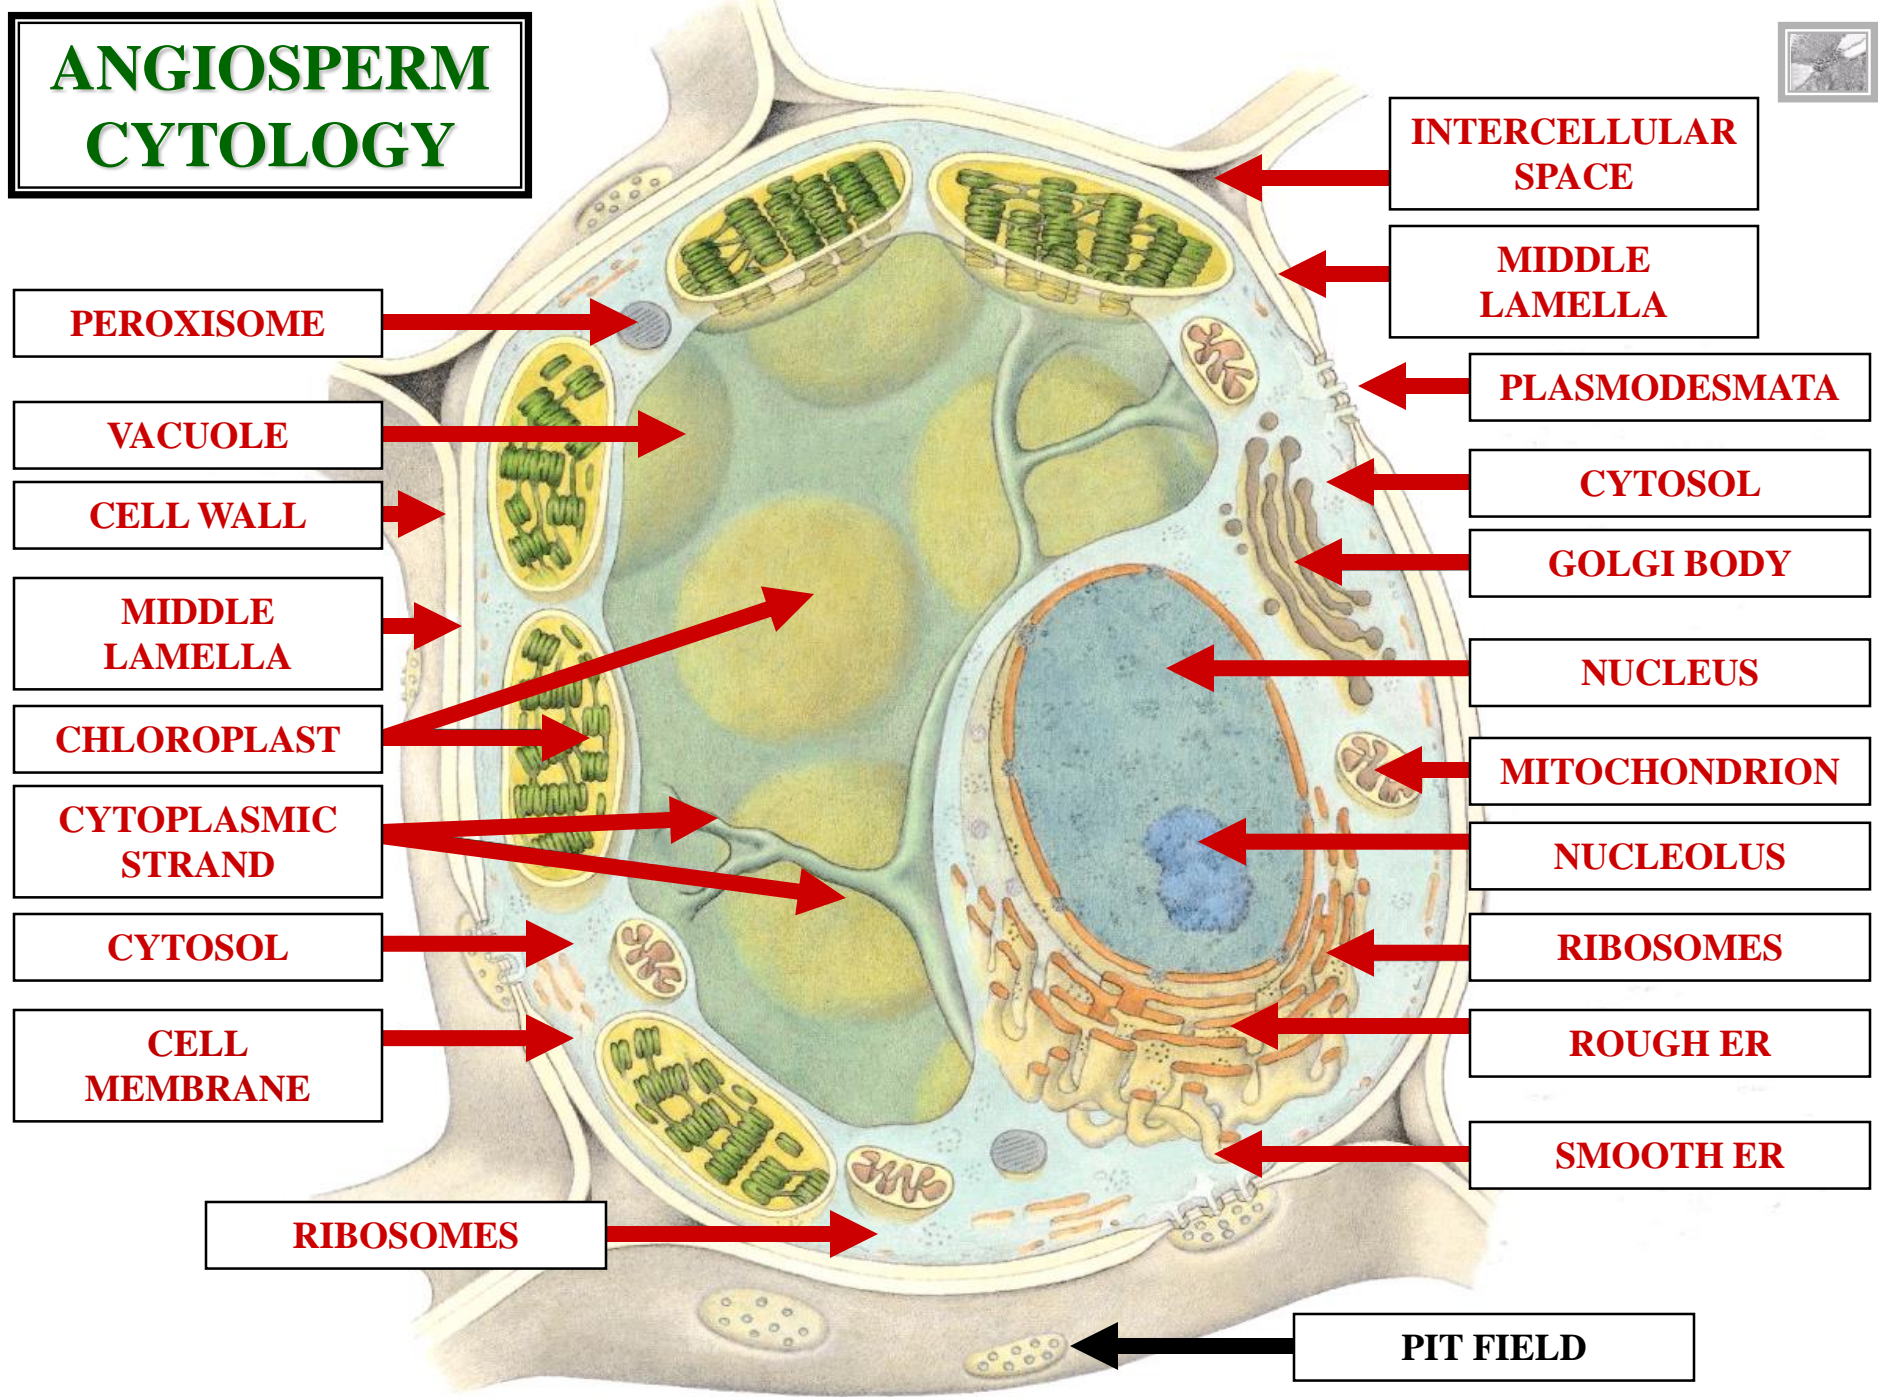 ANGIOSPERM
CYTOLOGY
PEROXISOME
VACUOLE
CELL WALL
MIDDLE
LAMELLA
CHLOROPLAST
CYTOPLASMIC
STRAND
CYTOSOL
CELL
MEMBRANE
RIBOSOMES
INTERCELLULAR
SPACE
MIDDLE
LAMELLA
PLASMODESMATA
CYTOSOL
GOLGI BODY
NUCLEUS
MITOCHONDRION
NUCLEOLUS
RIBOSOMES
ROUGH ER
SMOOTH ER
PIT FIELD